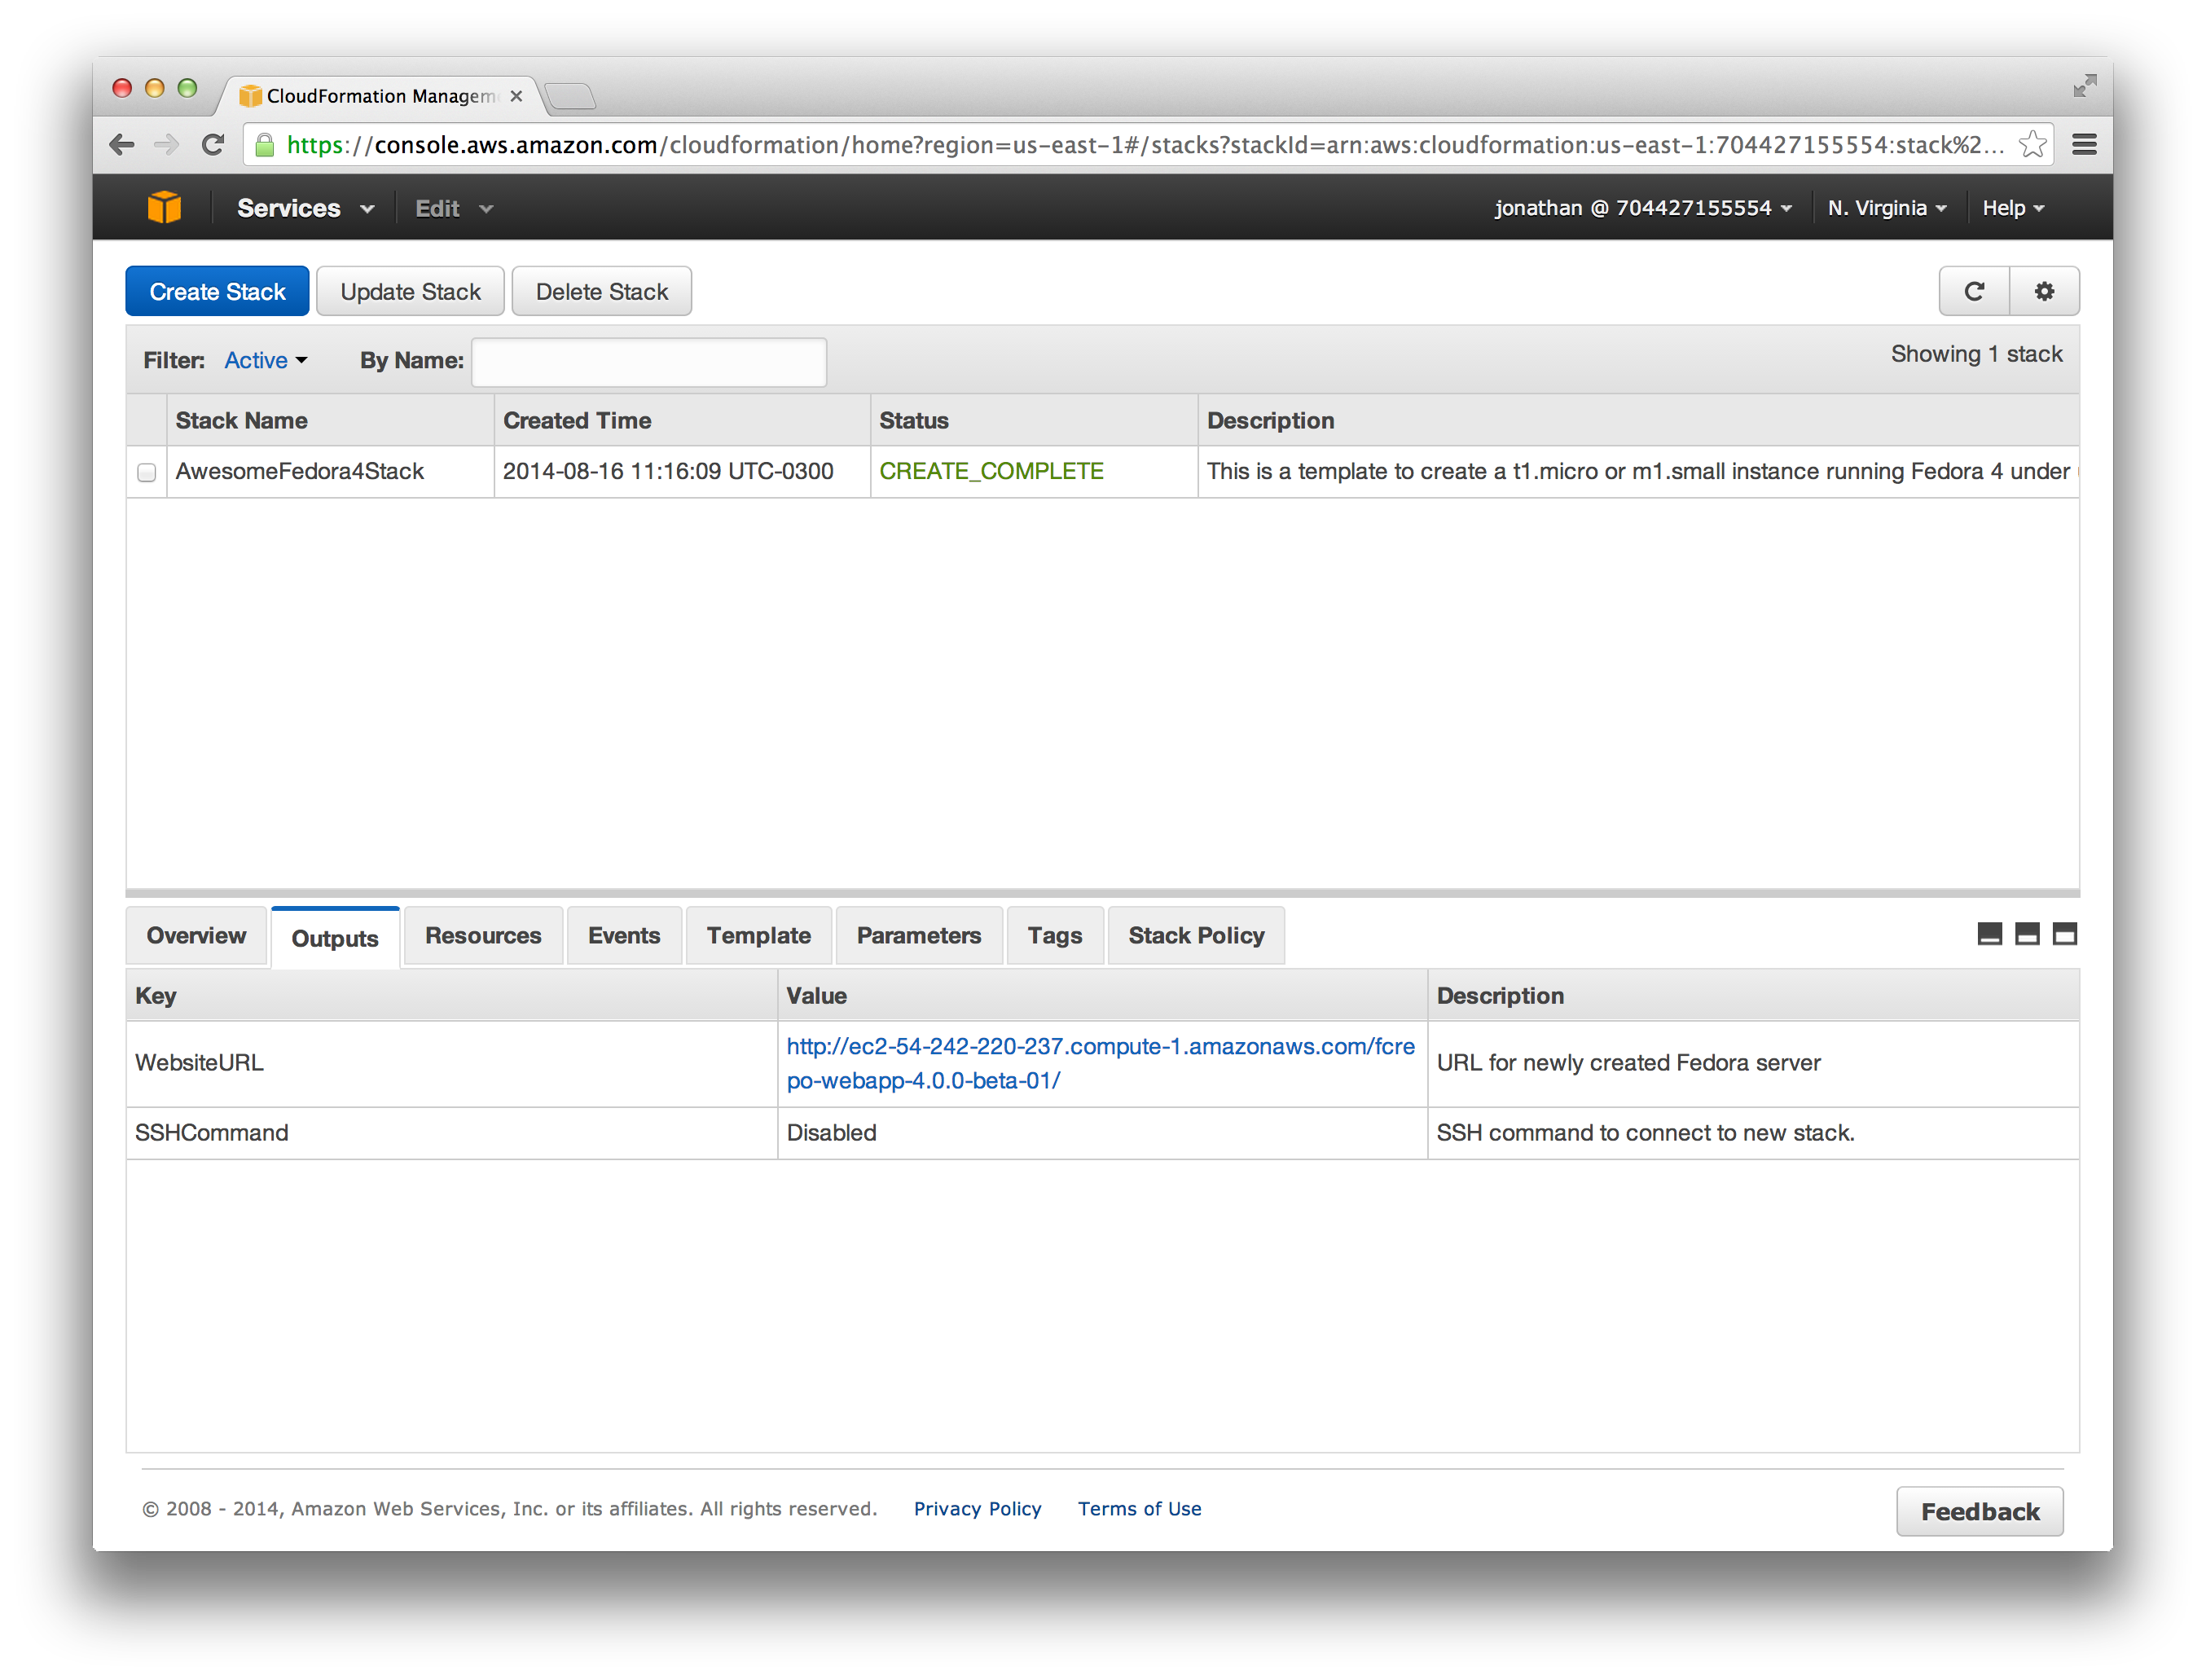 CloudFormation Managem
https://console.aws.amazon.com/cloudformation/home?region=us-east-1#/stacks?stackId=arn:aws:cloudformation:us-east-1:704427155554:stack%2...
Services Edit jonathan @ 704427155554 N. Virginia Help
Create Stack Update Stack Delete Stack
Filter: Active By Name: Showing 1 stack
Stack Name Created Time Status Description
AwesomeFedora4Stack 2014-08-16 11:16:09 UTC-0300 CREATE_COMPLETE This is a template to create a t1.micro or m1.small instance running Fedora 4 under
Overview Outputs Resources Events Template Parameters Tags Stack Policy
Key Value Description
WebsiteURL http://ec2-54-242-220-237.compute-1.amazonaws.com/fcre
po-webapp-4.0.0-beta-01/ URL for newly created Fedora server
SSHCommand Disabled SSH command to connect to new stack.
© 2008 - 2014, Amazon Web Services, Inc. or its affiliates. All rights reserved. Privacy Policy Terms of Use Feedback